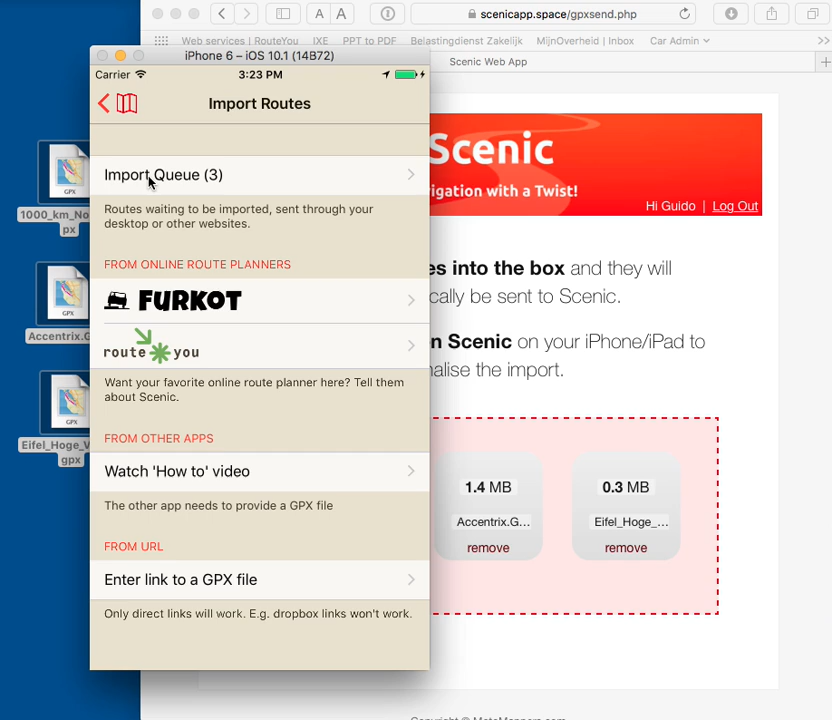 A A
scenicapp.space/gpxsend.php
Web services | RouteYou IXE PPT to PDF Belastingdienst Zakelijk MijnOverheid | Inbox Car Admin
Scenic Web App
iPhone 6 – iOS 10.1 (14B72)
Carrier 3:23 PM
Import Routes
Import Queue (3)
Routes waiting to be imported, sent through your
desktop or other websites.
FROM ONLINE ROUTE PLANNERS
FURKOT
route you
Want your favorite online route planner here? Tell them
about Scenic.
FROM OTHER APPS
Watch 'How to' video
The other app needs to provide a GPX file
FROM URL
Enter link to a GPX file
Only direct links will work. E.g. dropbox links won't work.
GPX
1000_km_No
px
GPX
Accentrix.G
GPX
Eifel_Hoge_V
gpx
Scenic
vigation with a Twist!
Hi Guido | Log Out
es into the box and they will
cally be sent to Scenic.
n Scenic on your iPhone/iPad to
nalise the import.
1.4 MB
Accentrix.G...
remove
0.3 MB
Eifel_Hoge_...
remove